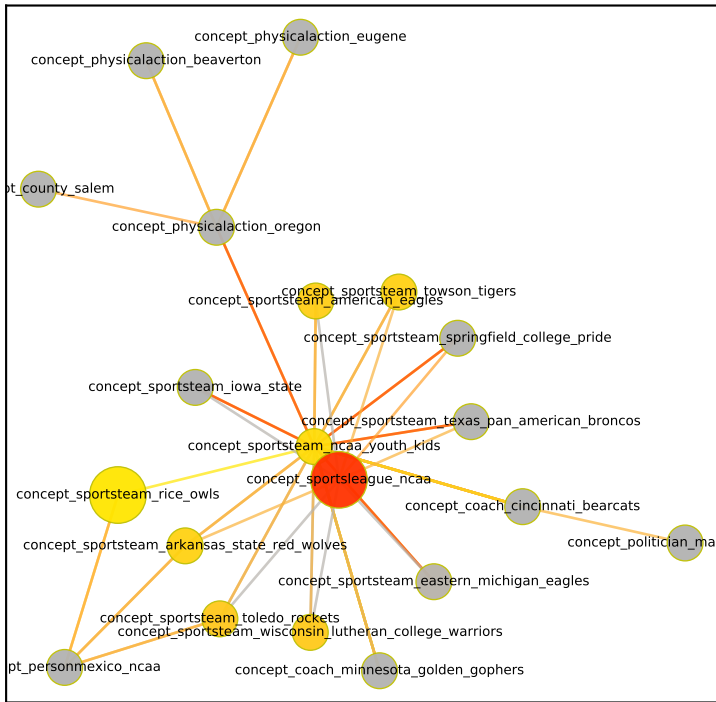 concept_physicalaction_eugene
concept_physicalaction_beaverton
pt_county_salem
concept_physicalaction_oregon
concept_sportsteam_towson_tigers
concept_sportsteam_american_eagles
concept_sportsteam_springfield_college_pride
concept_sportsteam_iowa_state
concept_sportsteam_texas_pan_american_broncos
concept_sportsteam_ncaa_youth_kids
concept_sportsleague_ncaa
concept_sportsteam_rice_owls
concept_coach_cincinnati_bearcats
concept_politician_ma
concept_sportsteam_arkansas_state_red_wolves
concept_sportsteam_eastern_michigan_eagles
concept_sportsteam_toledo_rockets
concept_sportsteam_wisconsin_lutheran_college_warriors
pt_personmexico_ncaa
concept_coach_minnesota_golden_gophers